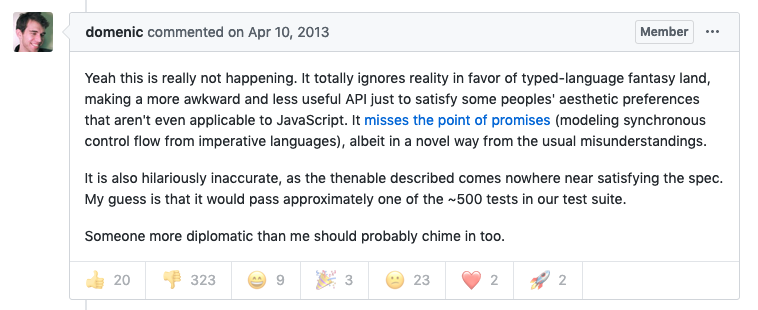 domenic commented on Apr 10, 2013
Member
Yeah this is really not happening. It totally ignores reality in favor of typed-language fantasy land,
making a more awkward and less useful API just to satisfy some peoples' aesthetic preferences
that aren't even applicable to JavaScript. It misses the point of promises (modeling synchronous
control flow from imperative languages), albeit in a novel way from the usual misunderstandings.
It is also hilariously inaccurate, as the thenable described comes nowhere near satisfying the spec.
My guess is that it would pass approximately one of the ~500 tests in our test suite.
Someone more diplomatic than me should probably chime in too.
20 323 9 3 23 2 2